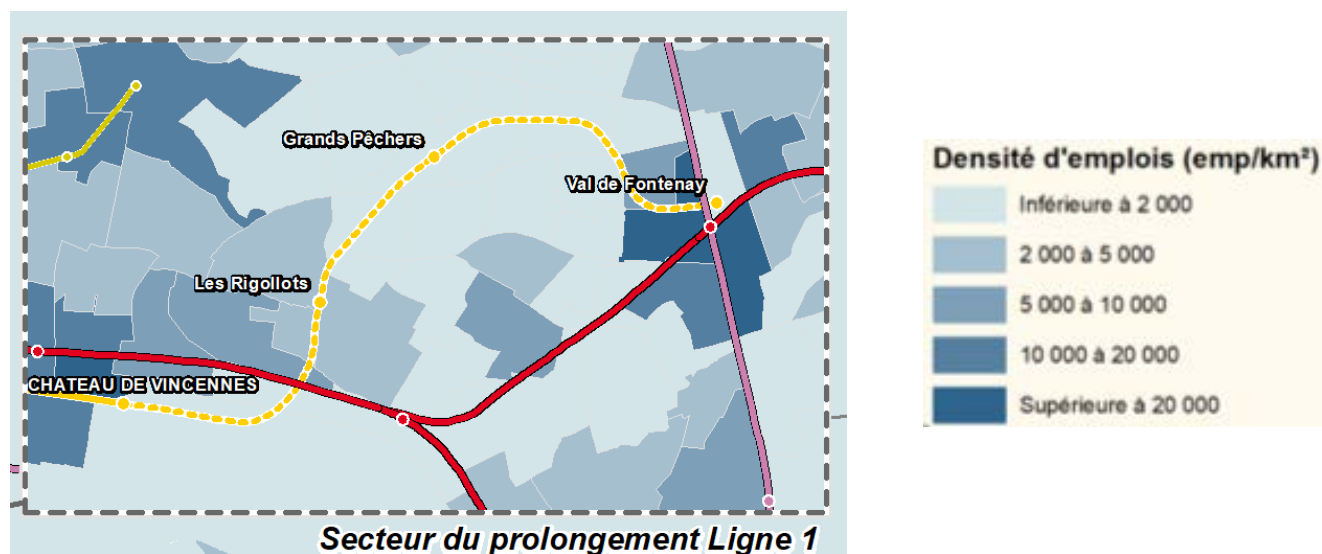 Grands Pêchers
Val de Fontenay
Les Rigollots
CHATEAU DE VINCENNES
Secteur du prolongement Ligne 1
Densité d'emplois (emp/km²)
Inférieure à 2 000
2 000 à 5 000
5 000 à 10 000
10 000 à 20 000
Supérieure à 20 000